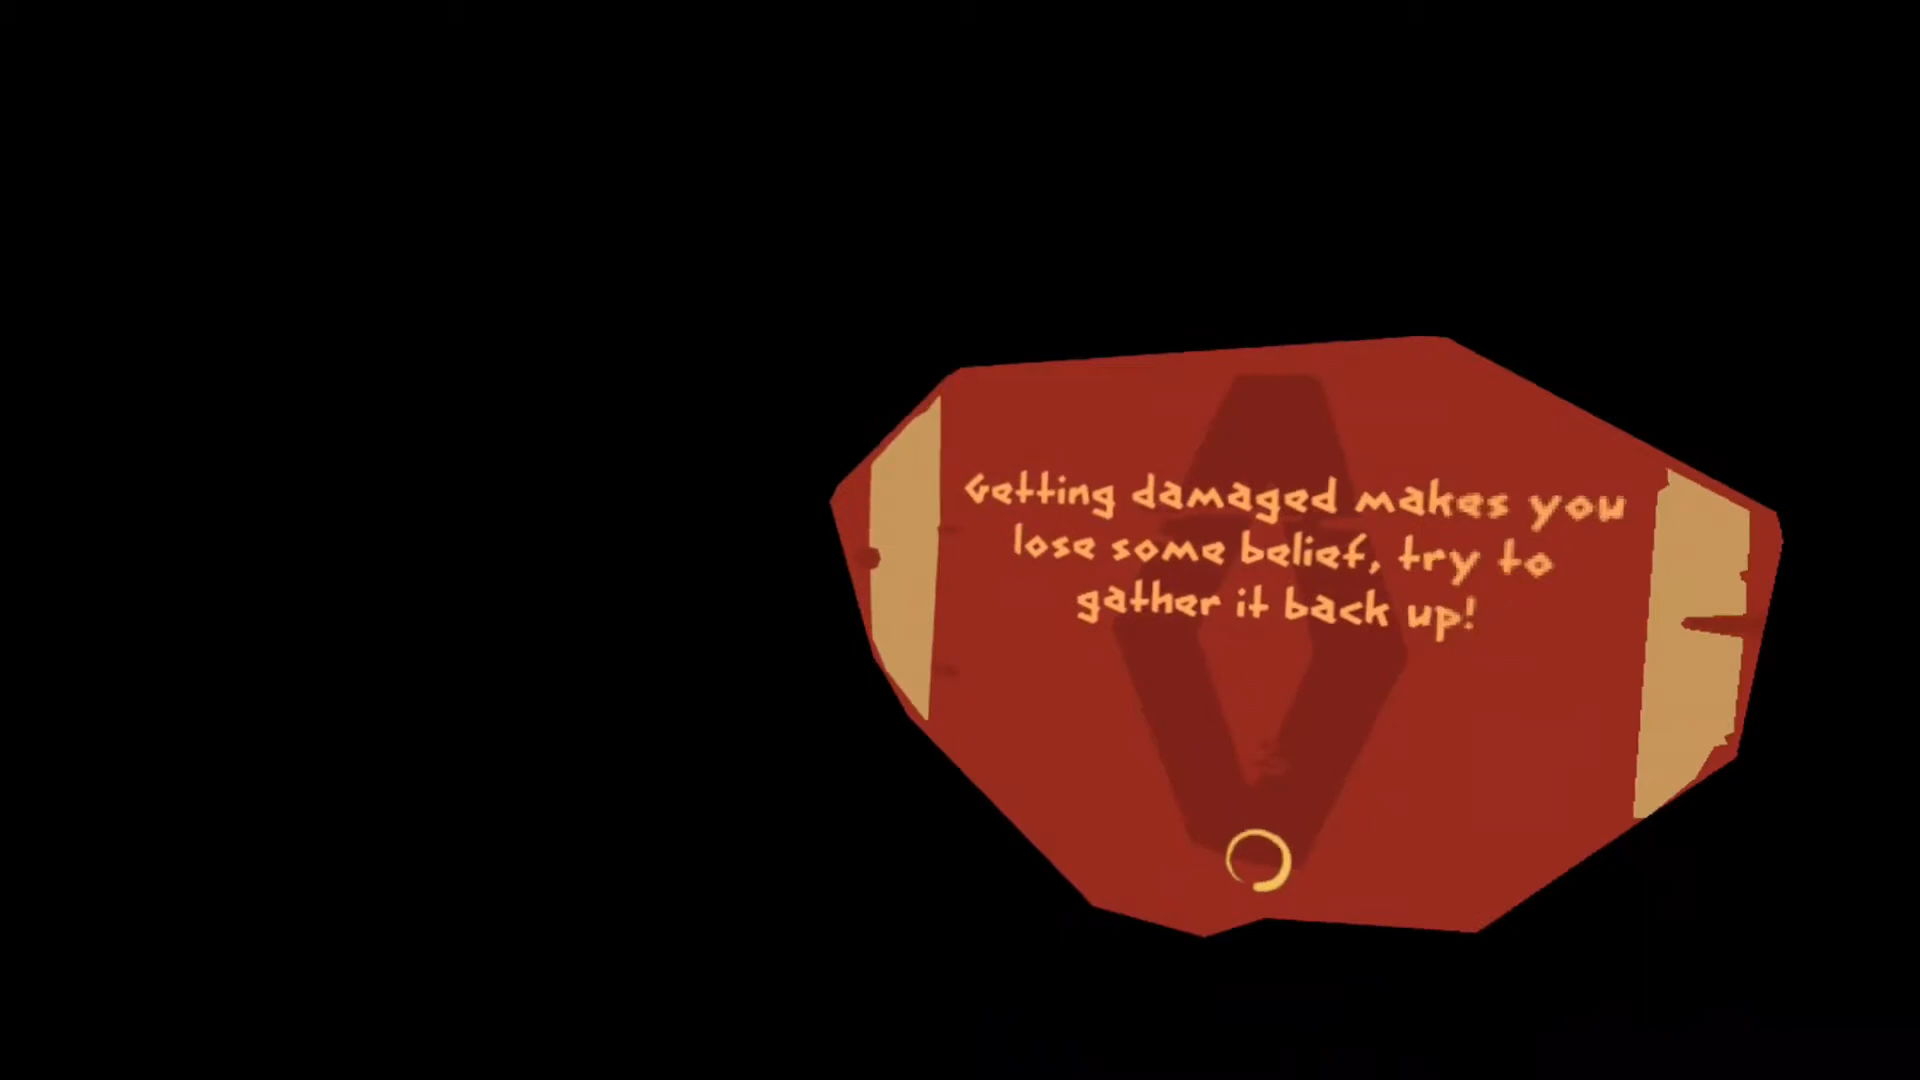 Getting damaged makes you
lose some belief, try to
gather it back up!